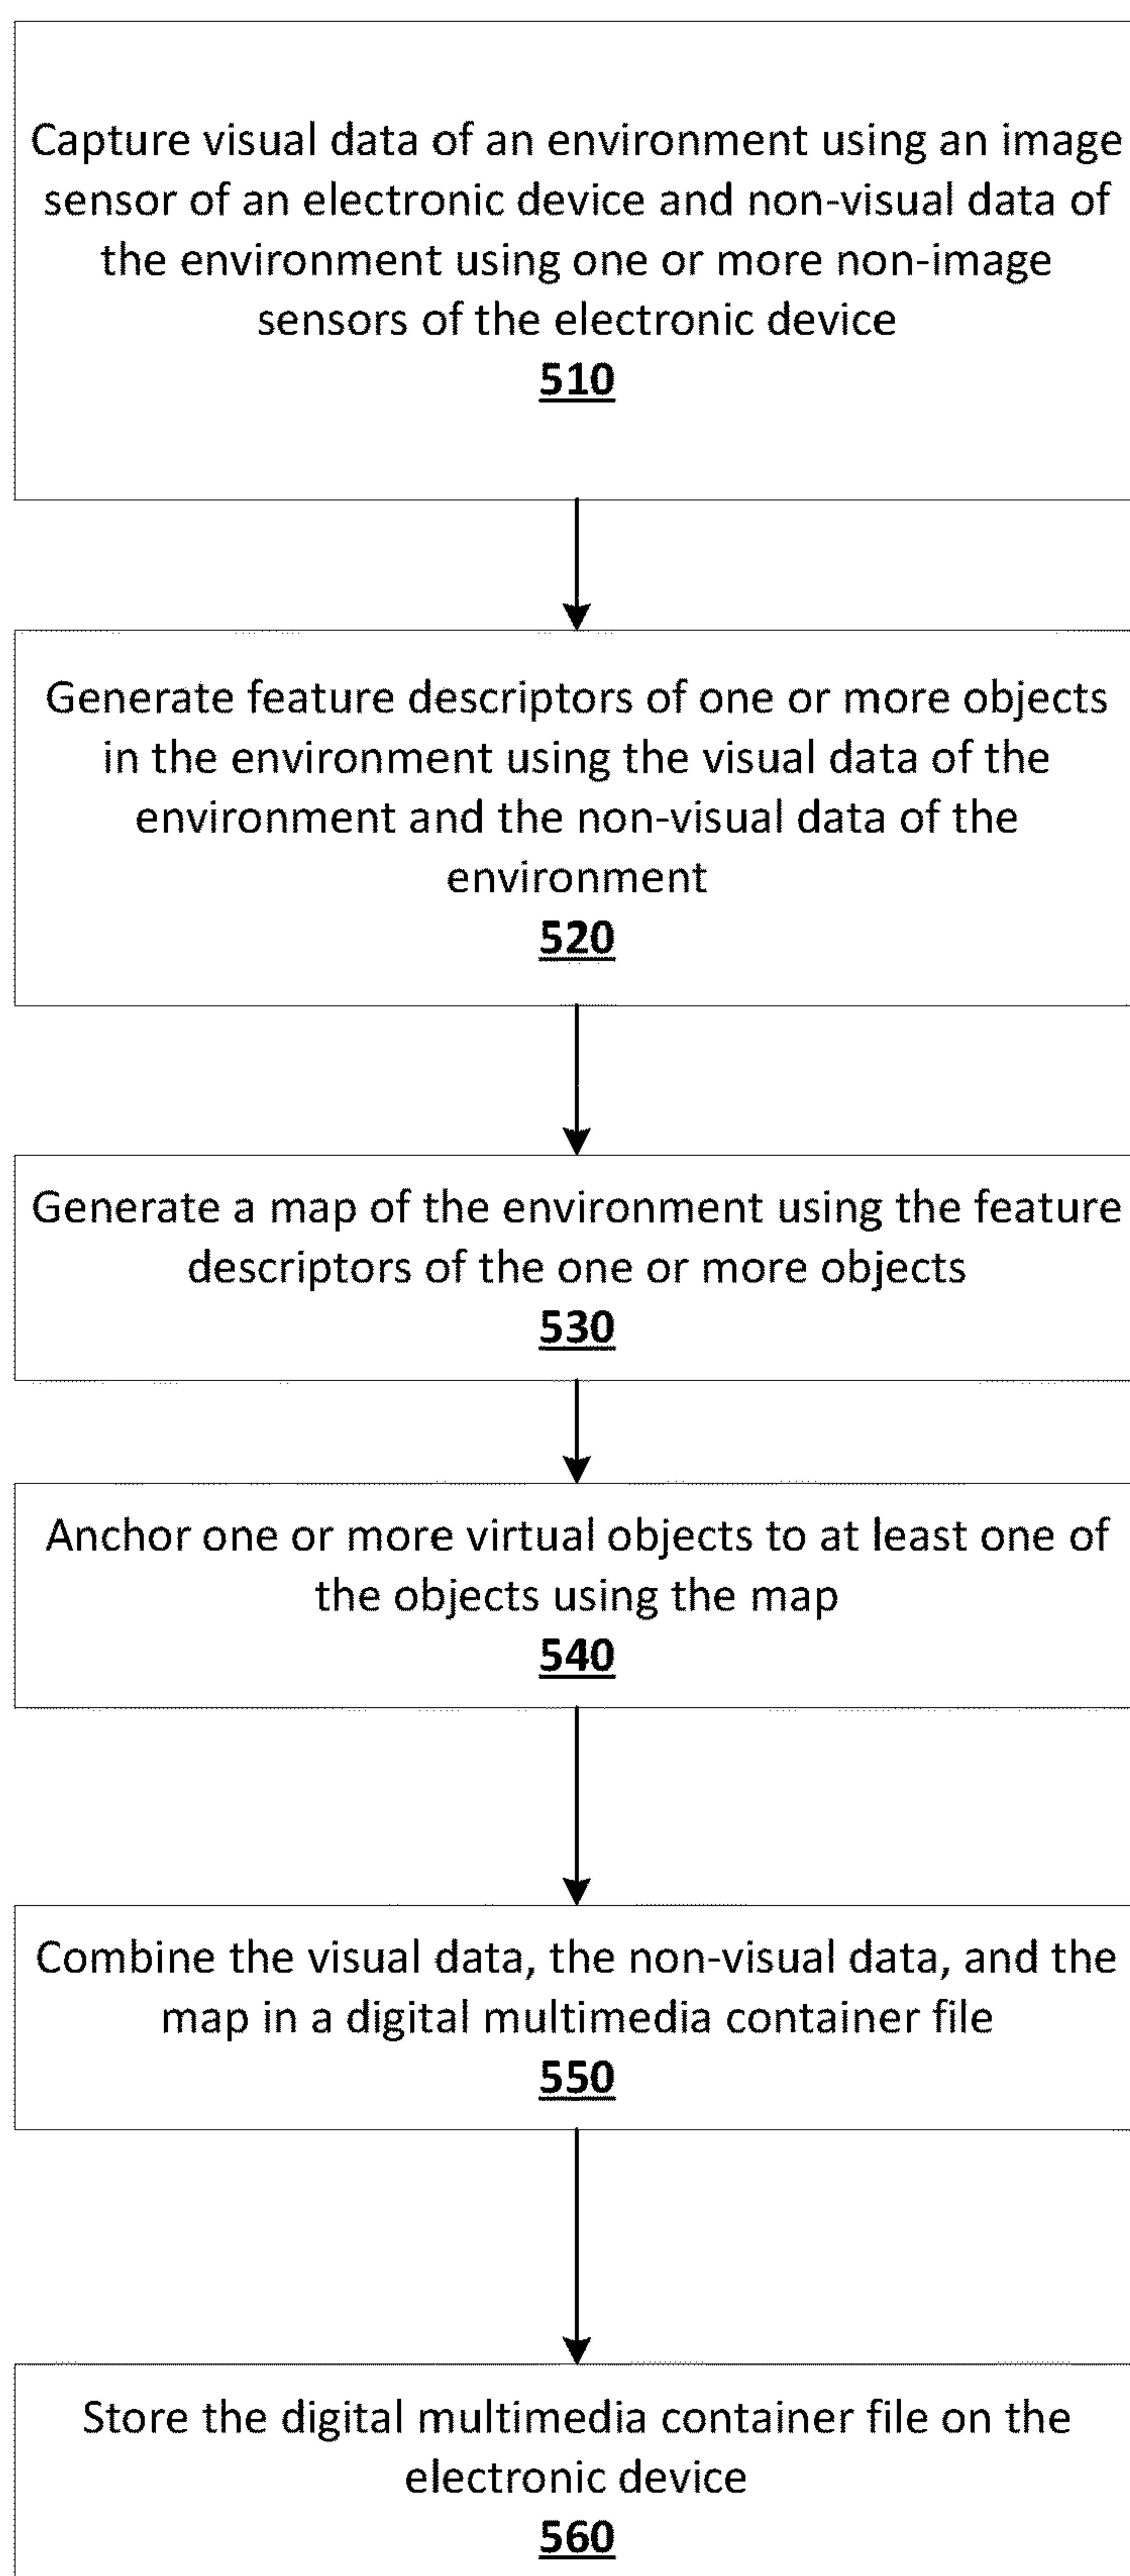 Capture visual data of an environment using an image
sensor of an electronic device and non-visual data of
the environment using one or more non-image
sensors of the electronic device
510
Generate feature descriptors of one or more objects
in the environment using the visual data of the
environment and the non-visual data of the
environment
520
Generate a map of the environment using the feature
descriptors of the one or more objects
530
Anchor one or more virtual objects to at least one of
the objects using the map
540
Combine the visual data, the non-visual data, and the
map in a digital multimedia container file
550
Store the digital multimedia container file on the
electronic device
560